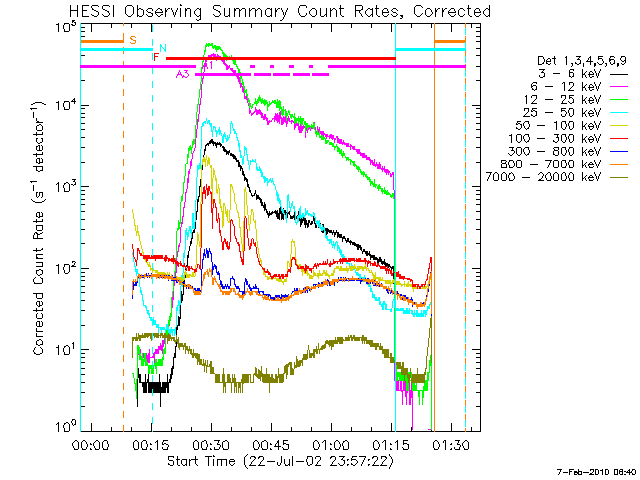 HESSI Observing Summary Count Rates, Corrected
10^5
10^4
10^3
10^2
10^1
10^0
Corrected Count Rate (s^-1 detector^-1)
S
N
F
A1
A3
00:00 00:15 00:30 00:45 01:00 01:15 01:30
Start Time (22-Jul-02 23:57:22)
Det 1,3,4,5,6,9
3 - 6 keV
6 - 12 keV
12 - 25 keV
25 - 50 keV
50 - 100 keV
100 - 300 keV
300 - 800 keV
800 - 7000 keV
7000 - 20000 keV
7-Feb-2010 06:40